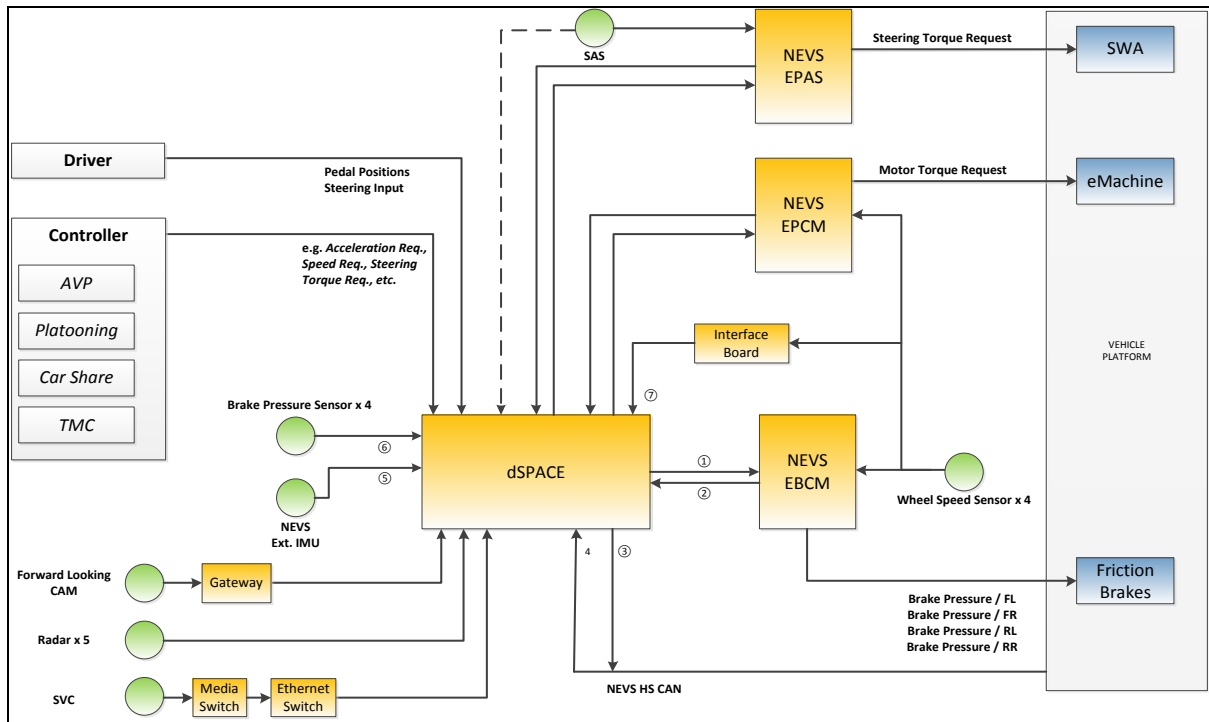 SAS
NEVS
EPAS
Steering Torque Request
SWA
Driver
Pedal Positions
Steering Input
NEVS
EPCM
Motor Torque Request
eMachine
Controller
AVP
Platooning
Car Share
TMC
e.g. Acceleration Req.,
Speed Req., Steering
Torque Req., etc.
Interface
Board
VEHICLE
PLATFORM
⑦
Brake Pressure Sensor x 4
⑥
⑤
NEVS
Ext. IMU
dSPACE
①
②
NEVS
EBCM
Wheel Speed Sensor x 4
4
③
Forward Looking
CAM
Gateway
Friction
Brakes
Brake Pressure / FL
Brake Pressure / FR
Brake Pressure / RL
Brake Pressure / RR
Radar x 5
SVC
Media
Switch
Ethernet
Switch
NEVS HS CAN